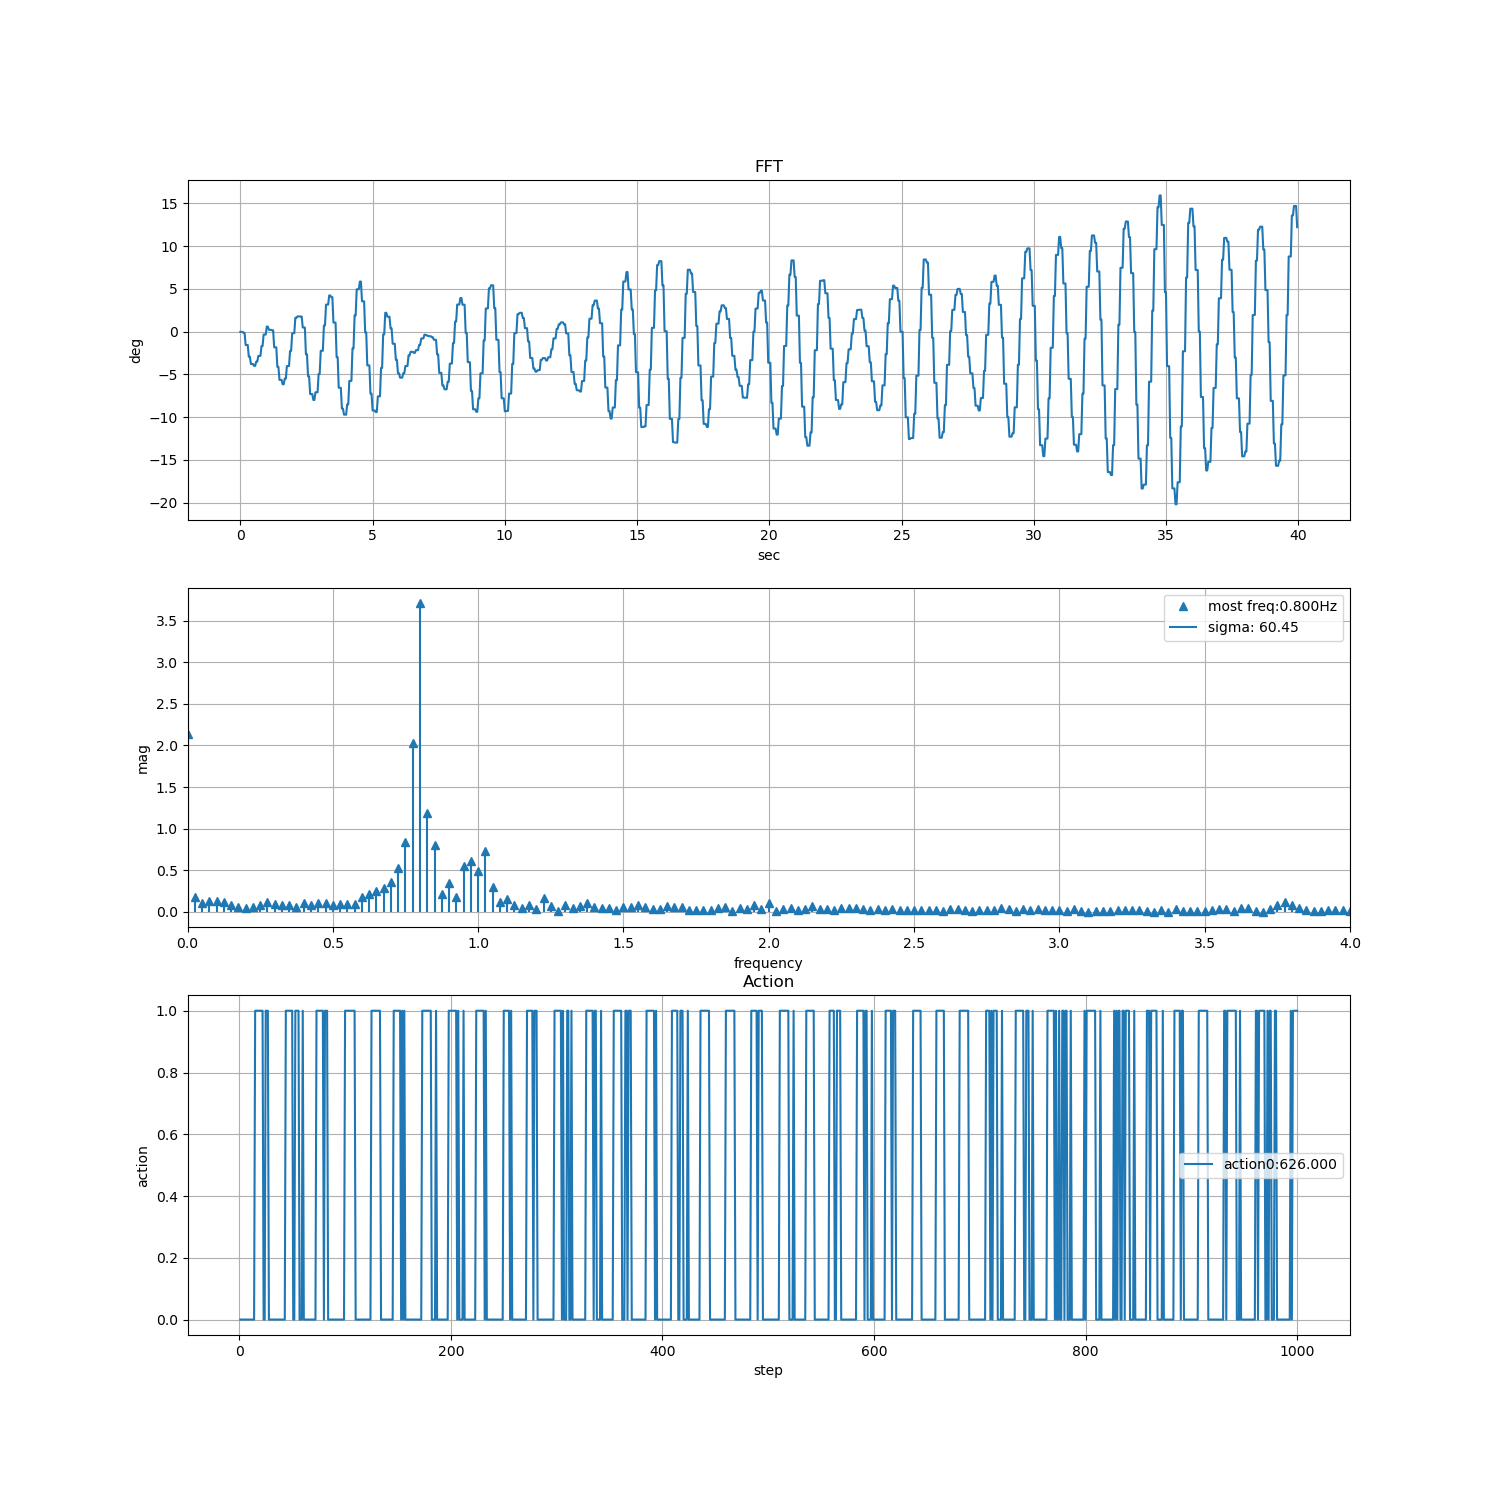 FFT
15
10
5
0
−5
−10
−15
−20
deg
0 5 10 15 20 25 30 35 40
sec
3.5
3.0
2.5
2.0
1.5
1.0
0.5
0.0
mag
most freq:0.800Hz
sigma: 60.45
0.0 0.5 1.0 1.5 2.0 2.5 3.0 3.5 4.0
frequency
Action
1.0
0.8
0.6
0.4
0.2
0.0
action
action0:626.000
0 200 400 600 800 1000
step